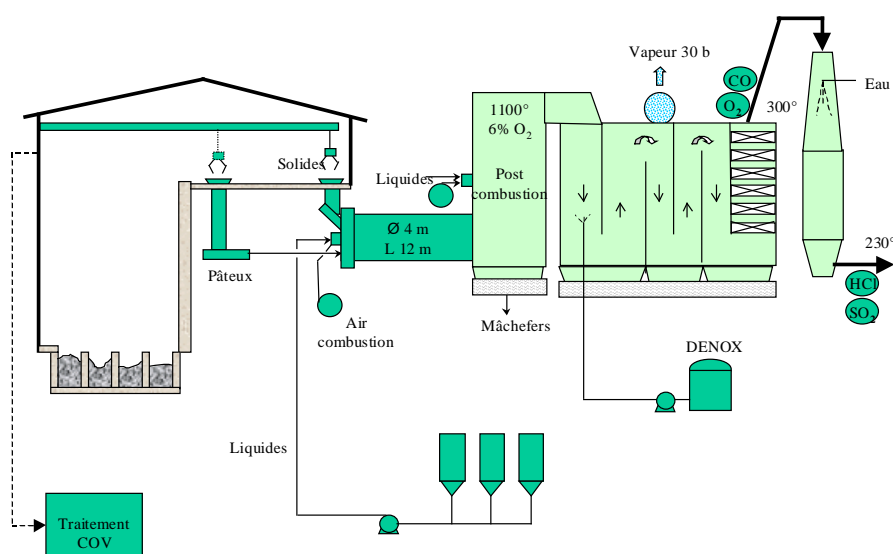 Vapeur 30 b
CO
O₂
300°
Eau
1100°
6% O₂
Solides
Liquides
Post
combustion
Ø 4 m
L 12 m
230°
Pâteux
HCl
SO₂
Air
combustion
Mâchefers
DENOX
Liquides
Traitement
COV